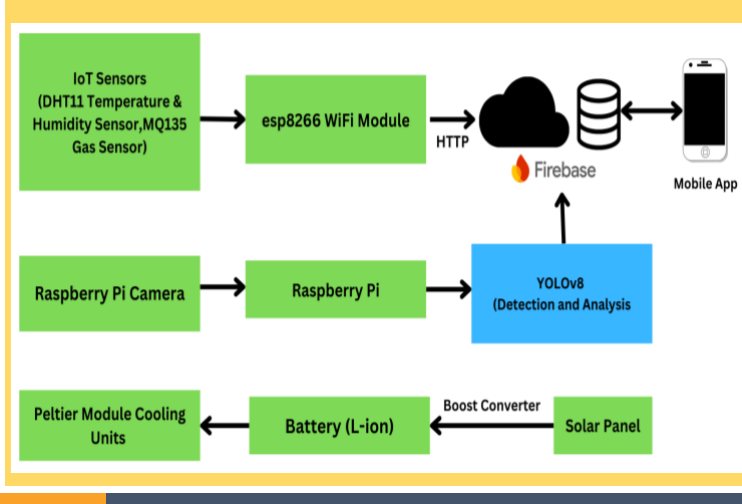 IoT Sensors
(DHT11 Temperature &
Humidity Sensor,MQ135
Gas Sensor)
esp8266 WiFi Module
HTTP
Firebase
Mobile App
Raspberry Pi Camera
Raspberry Pi
YOLOv8
(Detection and Analysis
Peltier Module Cooling
Units
Battery (L-ion)
Boost Converter
Solar Panel